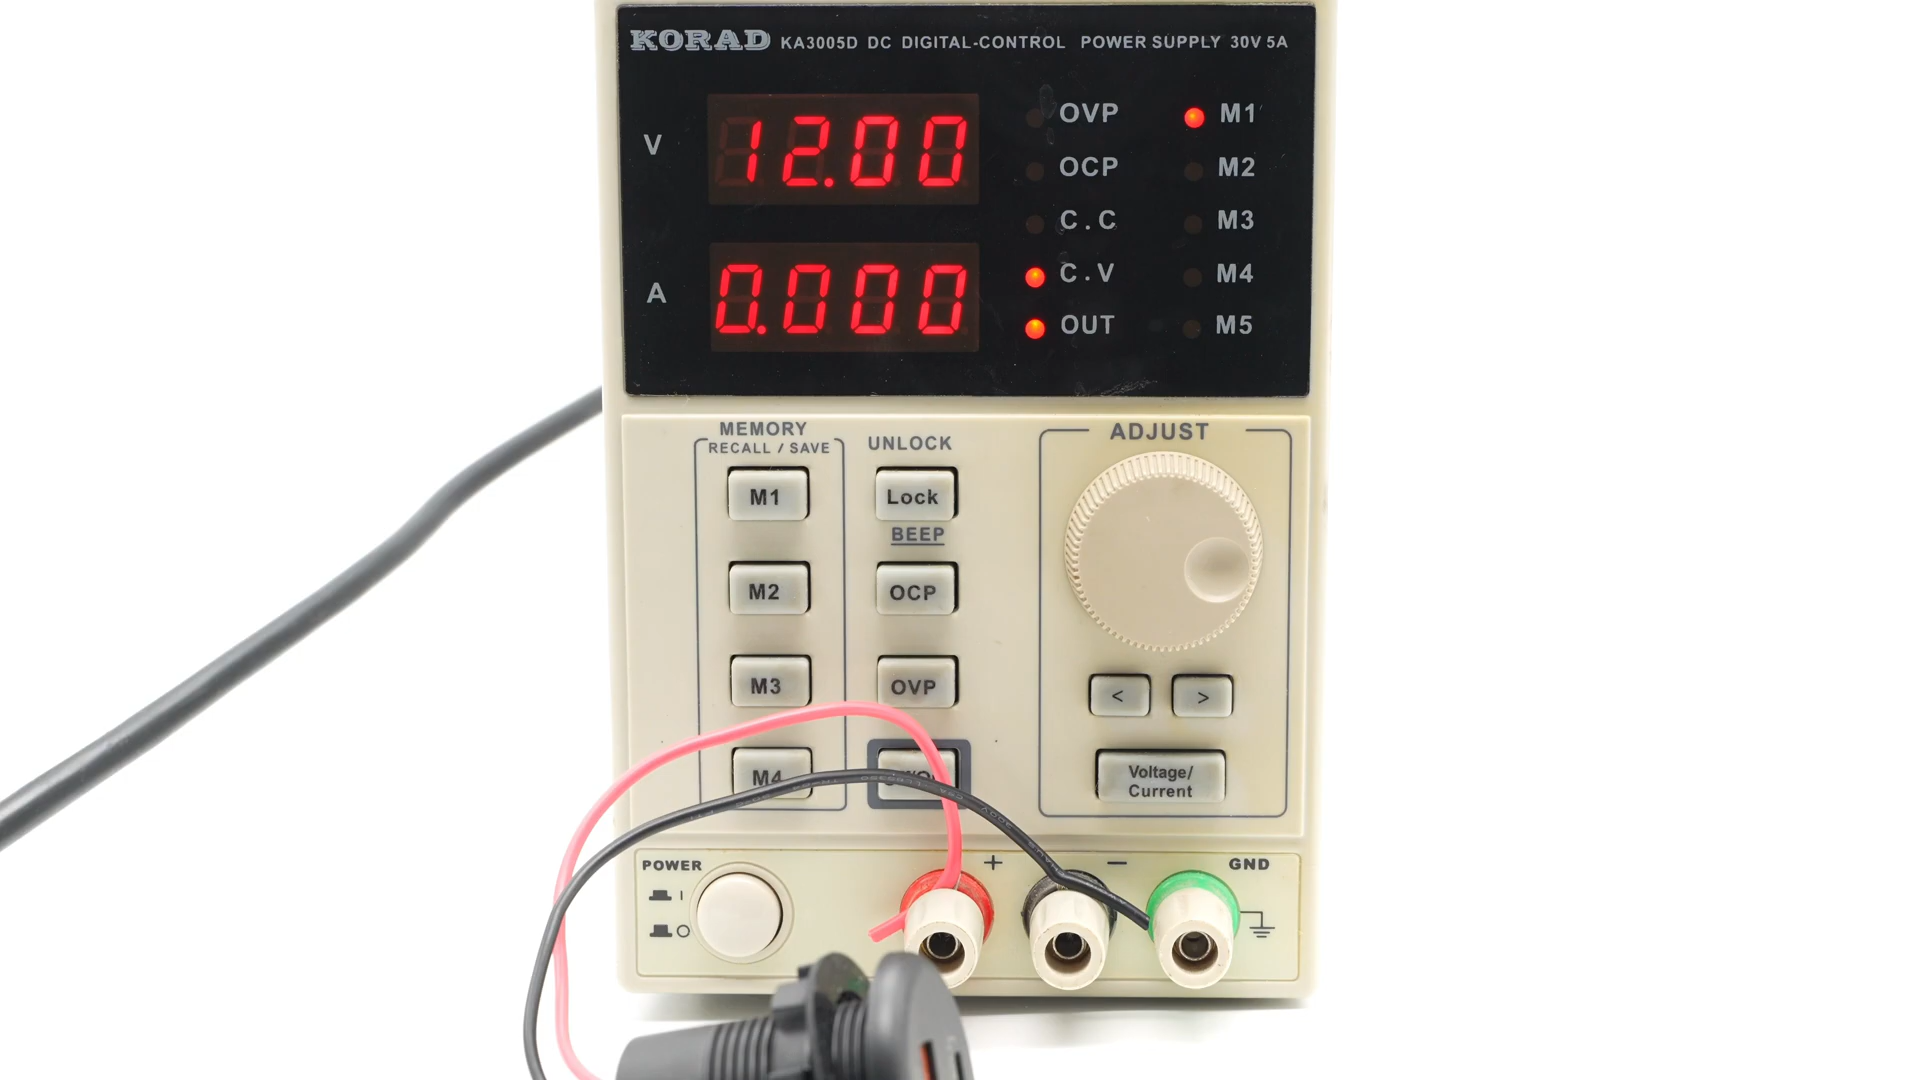 KORAD KA3005D DC DIGITAL-CONTROL POWER SUPPLY 30V 5A
V 12.00
A 0.000
OVP M1
OCP M2
C.C M3
C.V M4
OUT M5
MEMORY
RECALL / SAVE
UNLOCK
ADJUST
M1
Lock
BEEP
M2
OCP
M3
OVP
< >
M4
Voltage/
Current
POWER
I
O
+
−
GND